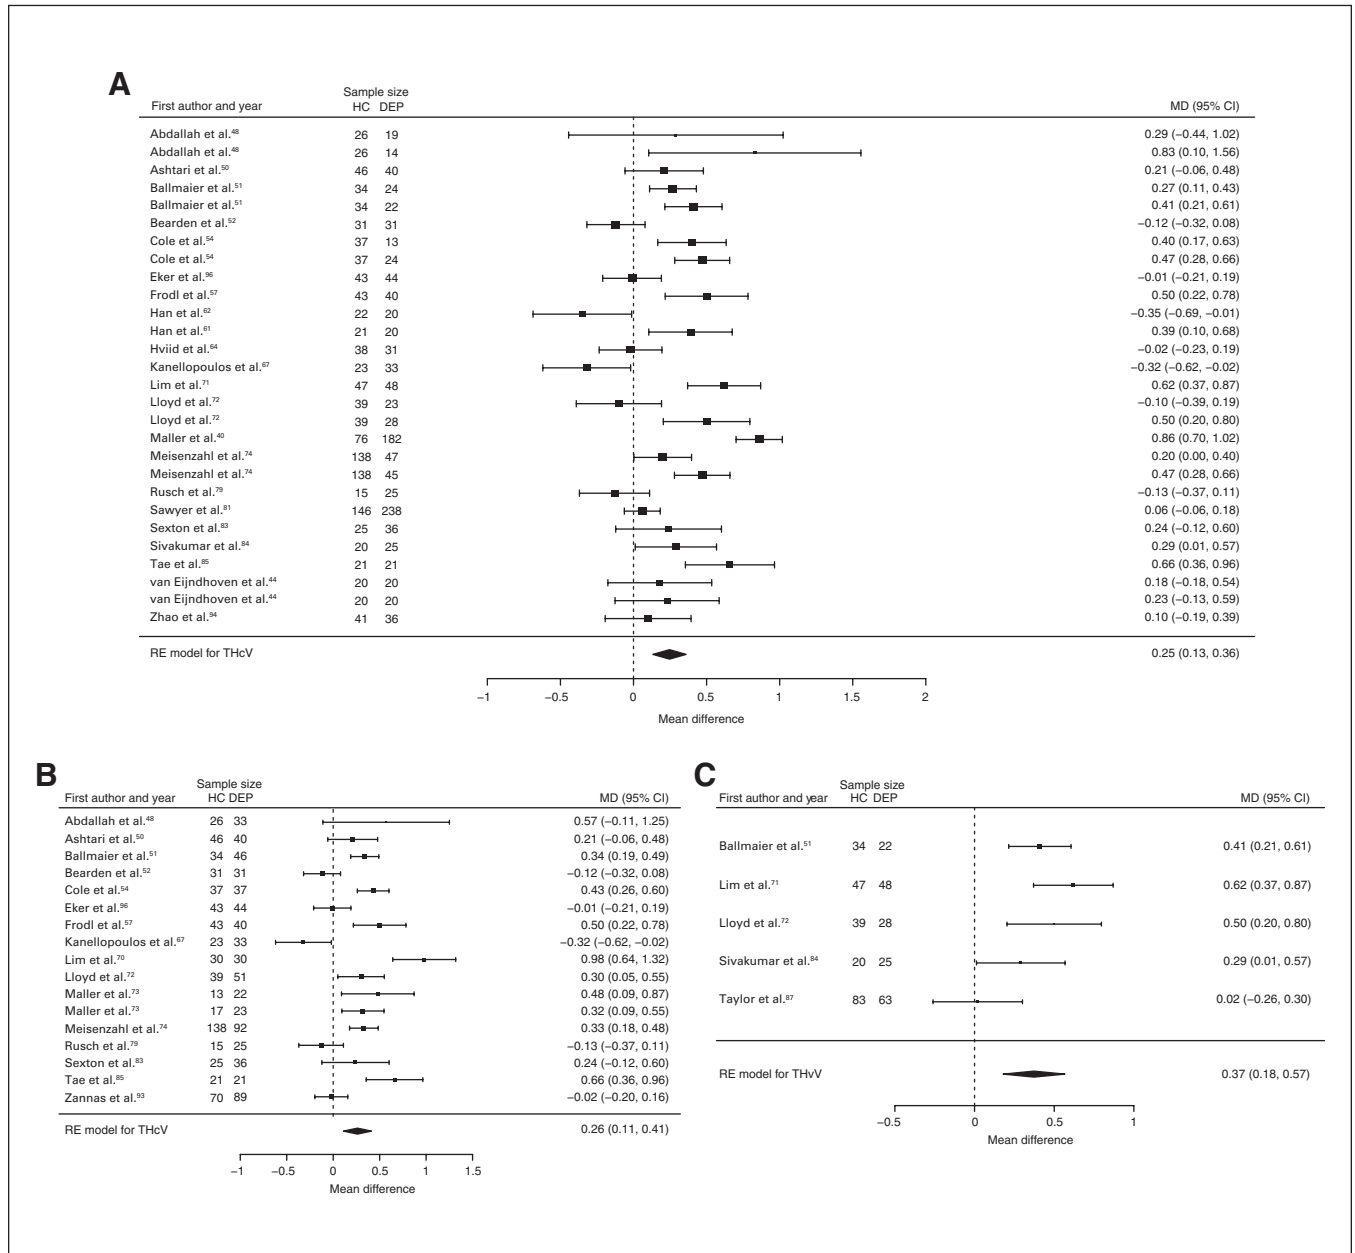 A
Sample size
First author and year HC DEP MD (95% CI)
Abdallah et al.⁴⁸ 26 19 0.29 (−0.44, 1.02)
Abdallah et al.⁴⁸ 26 14 0.83 (0.10, 1.56)
Ashtari et al.⁵⁰ 46 40 0.21 (−0.06, 0.48)
Ballmaier et al.⁵¹ 34 24 0.27 (0.11, 0.43)
Ballmaier et al.⁵¹ 34 22 0.41 (0.21, 0.61)
Bearden et al.⁵² 31 31 −0.12 (−0.32, 0.08)
Cole et al.⁵⁴ 37 13 0.40 (0.17, 0.63)
Cole et al.⁵⁴ 37 24 0.47 (0.28, 0.66)
Eker et al.⁹⁶ 43 44 −0.01 (−0.21, 0.19)
Frodl et al.⁵⁷ 43 40 0.50 (0.22, 0.78)
Han et al.⁶² 22 20 −0.35 (−0.69, −0.01)
Han et al.⁶¹ 21 20 0.39 (0.10, 0.68)
Hviid et al.⁶⁴ 38 31 −0.02 (−0.23, 0.19)
Kanellopoulos et al.⁶⁷ 23 33 −0.32 (−0.62, −0.02)
Lim et al.⁷¹ 47 48 0.62 (0.37, 0.87)
Lloyd et al.⁷² 39 23 −0.10 (−0.39, 0.19)
Lloyd et al.⁷² 39 28 0.50 (0.20, 0.80)
Maller et al.⁴⁰ 76 182 0.86 (0.70, 1.02)
Meisenzahl et al.⁷⁴ 138 47 0.20 (0.00, 0.40)
Meisenzahl et al.⁷⁴ 138 45 0.47 (0.28, 0.66)
Rusch et al.⁷⁹ 15 25 −0.13 (−0.37, 0.11)
Sawyer et al.⁸¹ 146 238 0.06 (−0.06, 0.18)
Sexton et al.⁸³ 25 36 0.24 (−0.12, 0.60)
Sivakumar et al.⁸⁴ 20 25 0.29 (0.01, 0.57)
Tae et al.⁸⁵ 21 21 0.66 (0.36, 0.96)
van Eijndhoven et al.⁴⁴ 20 20 0.18 (−0.18, 0.54)
van Eijndhoven et al.⁴⁴ 20 20 0.23 (−0.13, 0.59)
Zhao et al.⁹⁴ 41 36 0.10 (−0.19, 0.39)
RE model for THcV 0.25 (0.13, 0.36)
−1 −0.5 0 0.5 1 1.5 2
Mean difference
B
Sample size
First author and year HC DEP MD (95% CI)
Abdallah et al.⁴⁸ 26 33 0.57 (−0.11, 1.25)
Ashtari et al.⁵⁰ 46 40 0.21 (−0.06, 0.48)
Ballmaier et al.⁵¹ 34 46 0.34 (0.19, 0.49)
Bearden et al.⁵² 31 31 −0.12 (−0.32, 0.08)
Cole et al.⁵⁴ 37 37 0.43 (0.26, 0.60)
Eker et al.⁹⁶ 43 44 −0.01 (−0.21, 0.19)
Frodl et al.⁵⁷ 43 40 0.50 (0.22, 0.78)
Kanellopoulos et al.⁶⁷ 23 33 −0.32 (−0.62, −0.02)
Lim et al.⁷⁰ 30 30 0.98 (0.64, 1.32)
Lloyd et al.⁷² 39 51 0.30 (0.05, 0.55)
Maller et al.⁷³ 13 22 0.48 (0.09, 0.87)
Maller et al.⁷³ 17 23 0.32 (0.09, 0.55)
Meisenzahl et al.⁷⁴ 138 92 0.33 (0.18, 0.48)
Rusch et al.⁷⁹ 15 25 −0.13 (−0.37, 0.11)
Sexton et al.⁸³ 25 36 0.24 (−0.12, 0.60)
Tae et al.⁸⁵ 21 21 0.66 (0.36, 0.96)
Zannas et al.⁹³ 70 89 −0.02 (−0.20, 0.16)
RE model for THcV 0.26 (0.11, 0.41)
−1 −0.5 0 0.5 1 1.5
Mean difference
C
Sample size
First author and year HC DEP MD (95% CI)
Ballmaier et al.⁵¹ 34 22 0.41 (0.21, 0.61)
Lim et al.⁷¹ 47 48 0.62 (0.37, 0.87)
Lloyd et al.⁷² 39 28 0.50 (0.20, 0.80)
Sivakumar et al.⁸⁴ 20 25 0.29 (0.01, 0.57)
Taylor et al.⁸⁷ 83 63 0.02 (−0.26, 0.30)
RE model for THvV 0.37 (0.18, 0.57)
−0.5 0 0.5 1
Mean difference